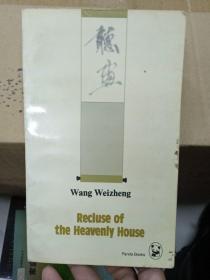 Wang Weizheng
Recluse of
the Heavenly House
Panda Books